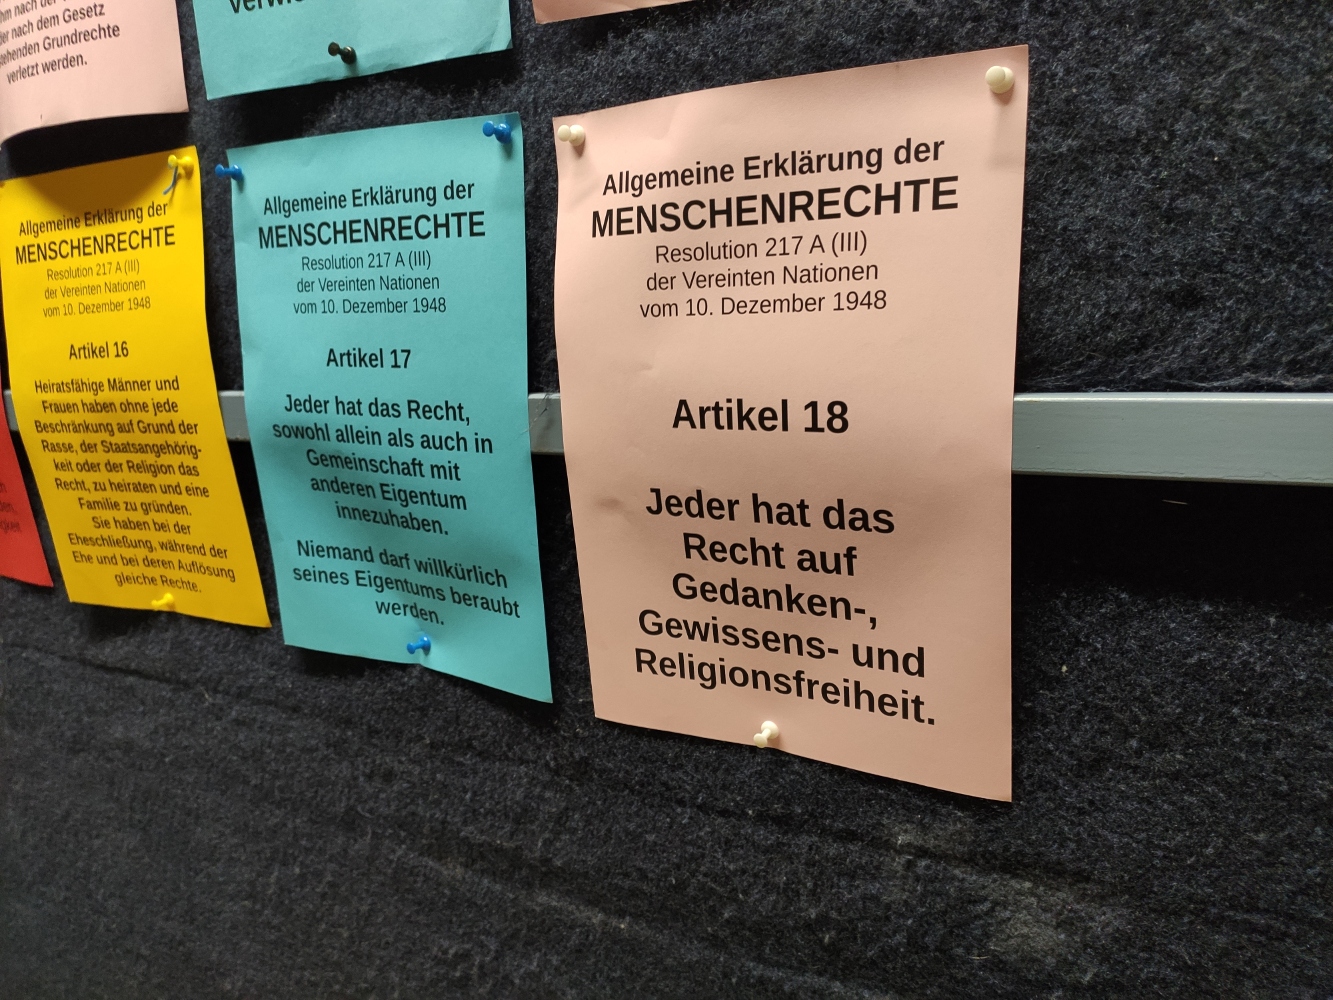 nach der
der nach dem Gesetz
Grundrechte
verletzt werden.
Allgemeine Erklärung der
MENSCHENRECHTE
Resolution 217 A (III)
der Vereinten Nationen
vom 10. Dezember 1948
Artikel 16
Heiratsfähige Männer und
Frauen haben ohne jede
Beschränkung auf Grund der
Rasse, der Staatsangehörig-
keit oder der Religion das
Recht, zu heiraten und eine
Familie zu gründen.
Sie haben bei der
Eheschließung, während der
Ehe und bei deren Auflösung
gleiche Rechte.
Allgemeine Erklärung der
MENSCHENRECHTE
Resolution 217 A (III)
der Vereinten Nationen
vom 10. Dezember 1948
Artikel 17
Jeder hat das Recht,
sowohl allein als auch in
Gemeinschaft mit
anderen Eigentum
innezuhaben.
Niemand darf willkürlich
seines Eigentums beraubt
werden.
Allgemeine Erklärung der
MENSCHENRECHTE
Resolution 217 A (III)
der Vereinten Nationen
vom 10. Dezember 1948
Artikel 18
Jeder hat das
Recht auf
Gedanken-,
Gewissens- und
Religionsfreiheit.